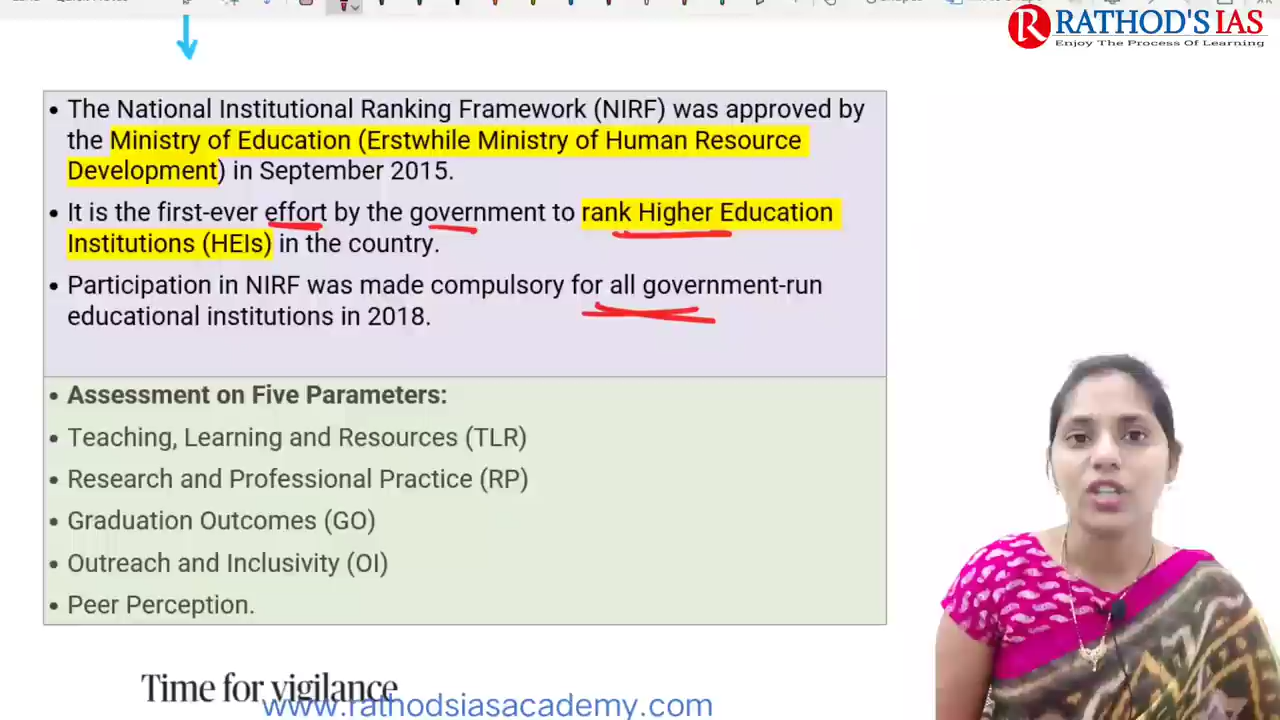 RATHOD'S IAS
Enjoy The Process Of Learning
• The National Institutional Ranking Framework (NIRF) was approved by
the Ministry of Education (Erstwhile Ministry of Human Resource
Development) in September 2015.
• It is the first-ever effort by the government to rank Higher Education
Institutions (HEIs) in the country.
• Participation in NIRF was made compulsory for all government-run
educational institutions in 2018.
• Assessment on Five Parameters:
• Teaching, Learning and Resources (TLR)
• Research and Professional Practice (RP)
• Graduation Outcomes (GO)
• Outreach and Inclusivity (OI)
• Peer Perception.
Time for vigilance
www.rathodsiasacademy.com